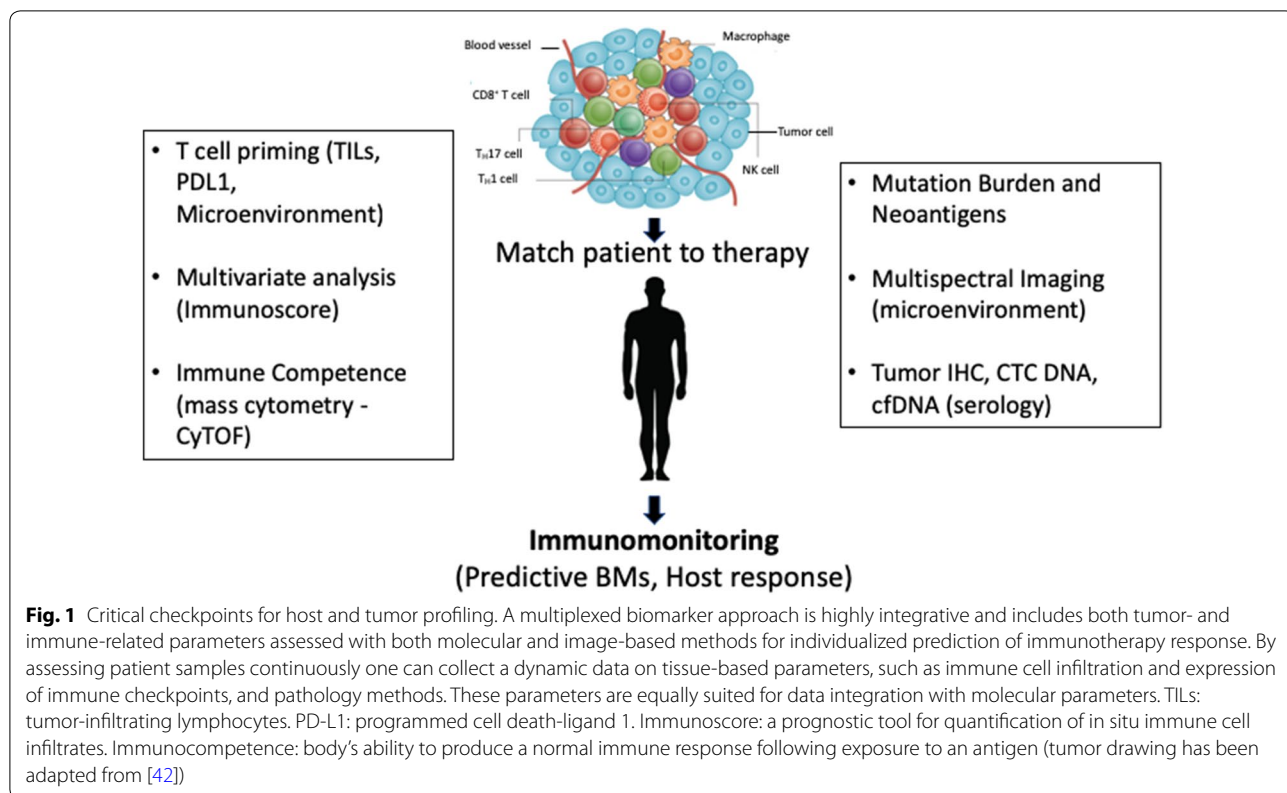 Macrophage
Blood vessel
CD8⁺ T cell
Tumor cell
T_H17 cell
NK cell
T_H1 cell
• T cell priming (TILs,
PDL1,
Microenvironment)
• Multivariate analysis
(Immunoscore)
• Immune Competence
(mass cytometry -
CyTOF)
Match patient to therapy
• Mutation Burden and
Neoantigens
• Multispectral Imaging
(microenvironment)
• Tumor IHC, CTC DNA,
cfDNA (serology)
Immunomonitoring
(Predictive BMs, Host response)
Fig. 1 Critical checkpoints for host and tumor profiling. A multiplexed biomarker approach is highly integrative and includes both tumor- and
immune-related parameters assessed with both molecular and image-based methods for individualized prediction of immunotherapy response. By
assessing patient samples continuously one can collect a dynamic data on tissue-based parameters, such as immune cell infiltration and expression
of immune checkpoints, and pathology methods. These parameters are equally suited for data integration with molecular parameters. TILs:
tumor-infiltrating lymphocytes. PD-L1: programmed cell death-ligand 1. Immunoscore: a prognostic tool for quantification of in situ immune cell
infiltrates. Immunocompetence: body's ability to produce a normal immune response following exposure to an antigen (tumor drawing has been
adapted from [42])